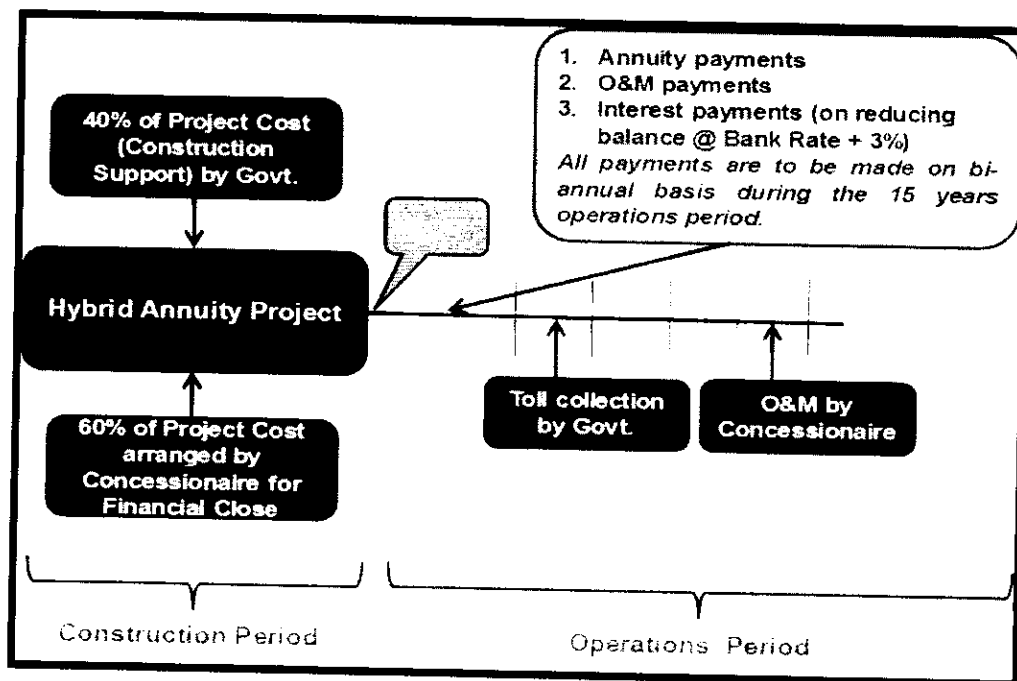 1. Annuity payments
2. O&M payments
3. Interest payments (on reducing
balance @ Bank Rate + 3%)
All payments are to be made on bi-
annual basis during the 15 years
operations period.
40% of Project Cost
(Construction
Support) by Govt.
Hybrid Annuity Project
60% of Project Cost
arranged by
Concessionaire for
Financial Close
Toll collection
by Govt.
O&M by
Concessionaire
Construction Period
Operations Period